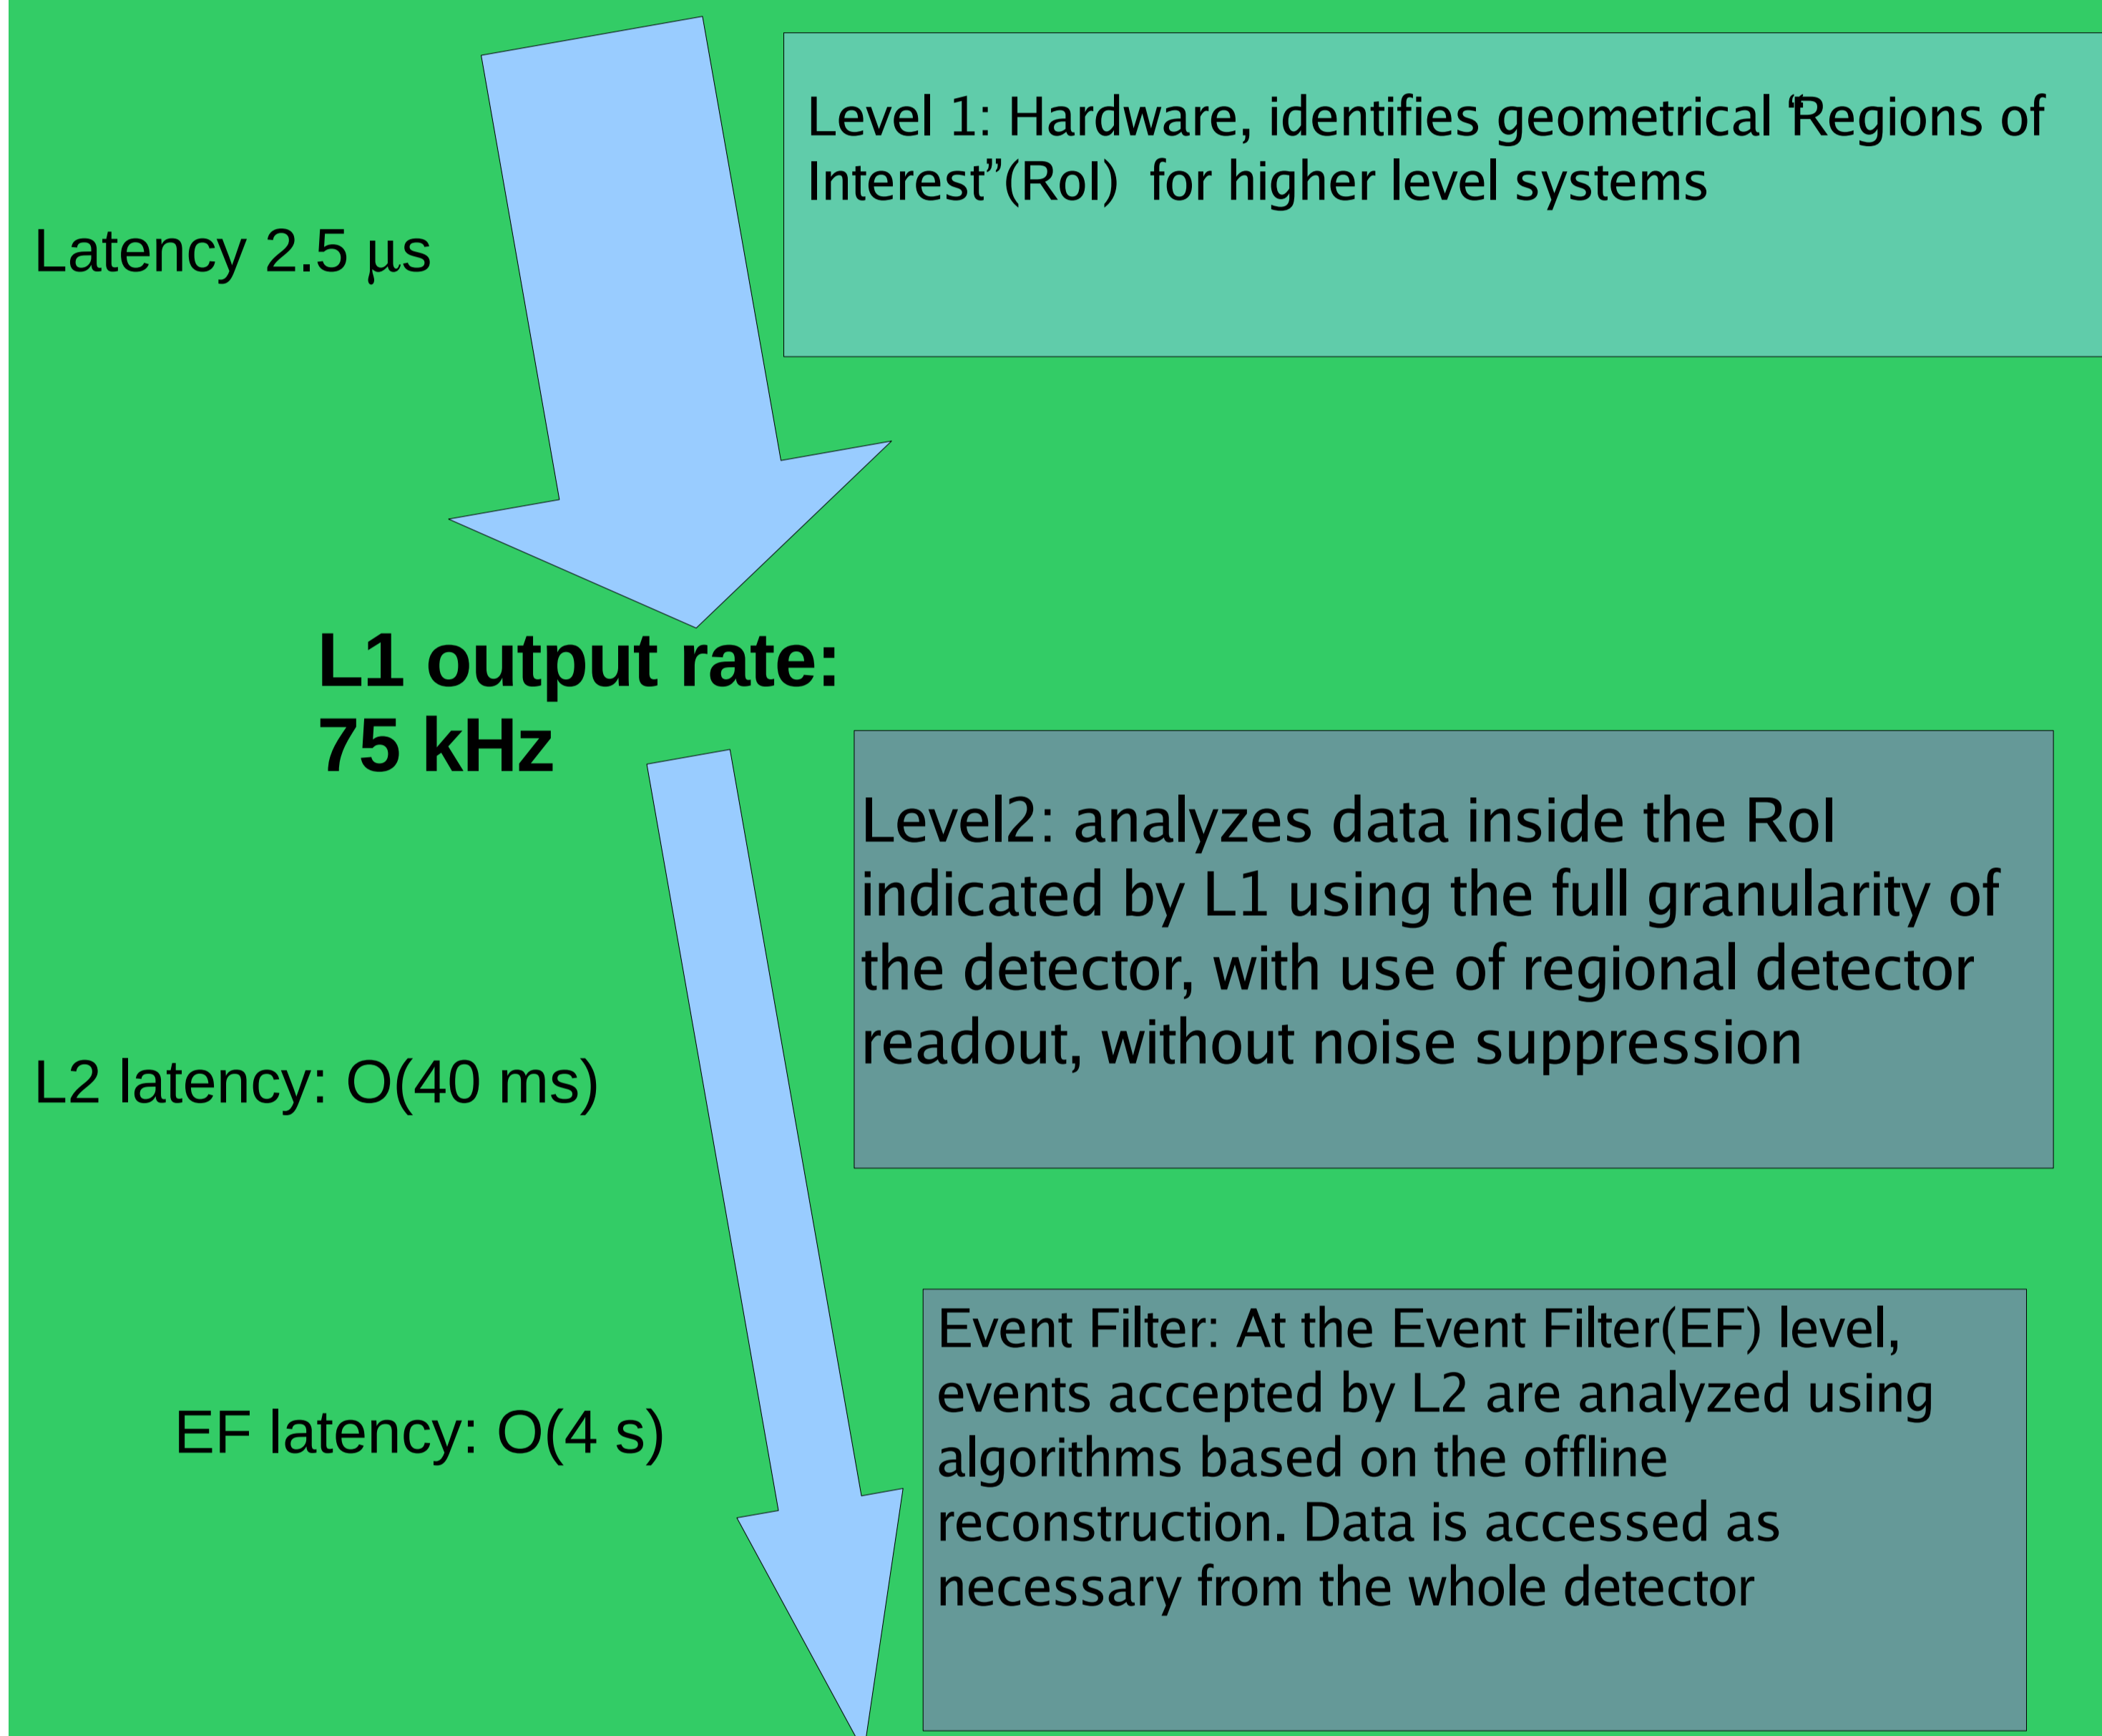 Level 1: Hardware, identifies geometrical “Regions of
Interest”(RoI)  for higher level systems
Latency 2.5 µs
L1 output rate:
75 kHz
Level2: analyzes data inside the RoI
indicated by L1 using the full granularity of
the detector, with use of regional detector
readout, without noise suppression
L2 latency: O(40 ms)
Event Filter: At the Event Filter(EF) level,
events accepted by L2 are analyzed using
algorithms based on the offline
reconstruction. Data is accessed as
necessary from the whole detector
EF latency: O(4 s)